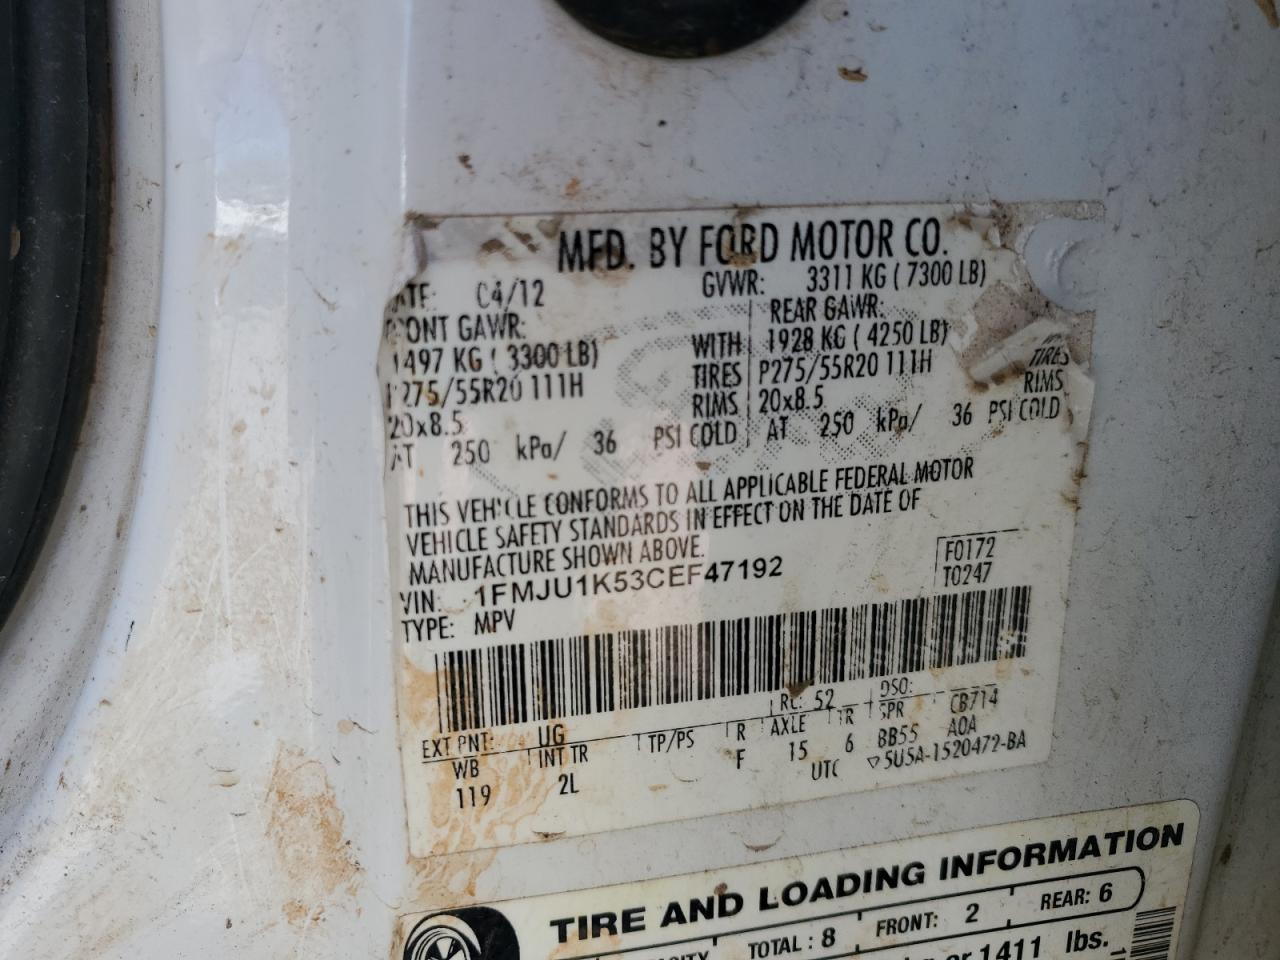 MFD. BY FORD MOTOR CO.
ATE: 04/12 GVWR: 3311 KG ( 7300 LB)
FRONT GAWR: REAR GAWR:
1497 KG ( 3300 LB) WITH 1928 KG ( 4250 LB)
P275/55R20 111H TIRES P275/55R20 111H TIRES
20x8.5 RIMS 20x8.5 RIMS
AT 250 kPa/ 36 PSI COLD AT 250 kPa/ 36 PSI COLD
THIS VEHICLE CONFORMS TO ALL APPLICABLE FEDERAL MOTOR
VEHICLE SAFETY STANDARDS IN EFFECT ON THE DATE OF
MANUFACTURE SHOWN ABOVE.
VIN: 1FMJU1K53CEF47192 F0172
TYPE: MPV T0247
EXT PNT: UG RC: 52 DSO:
WB INT TR TP/PS R AXLE TR SPR CB714
119 2L F 15 6 BB55 AOA
UTC ▽5U5A-1520472-BA
TIRE AND LOADING INFORMATION
TOTAL : 8 FRONT: 2 REAR: 6
or 1411 lbs.